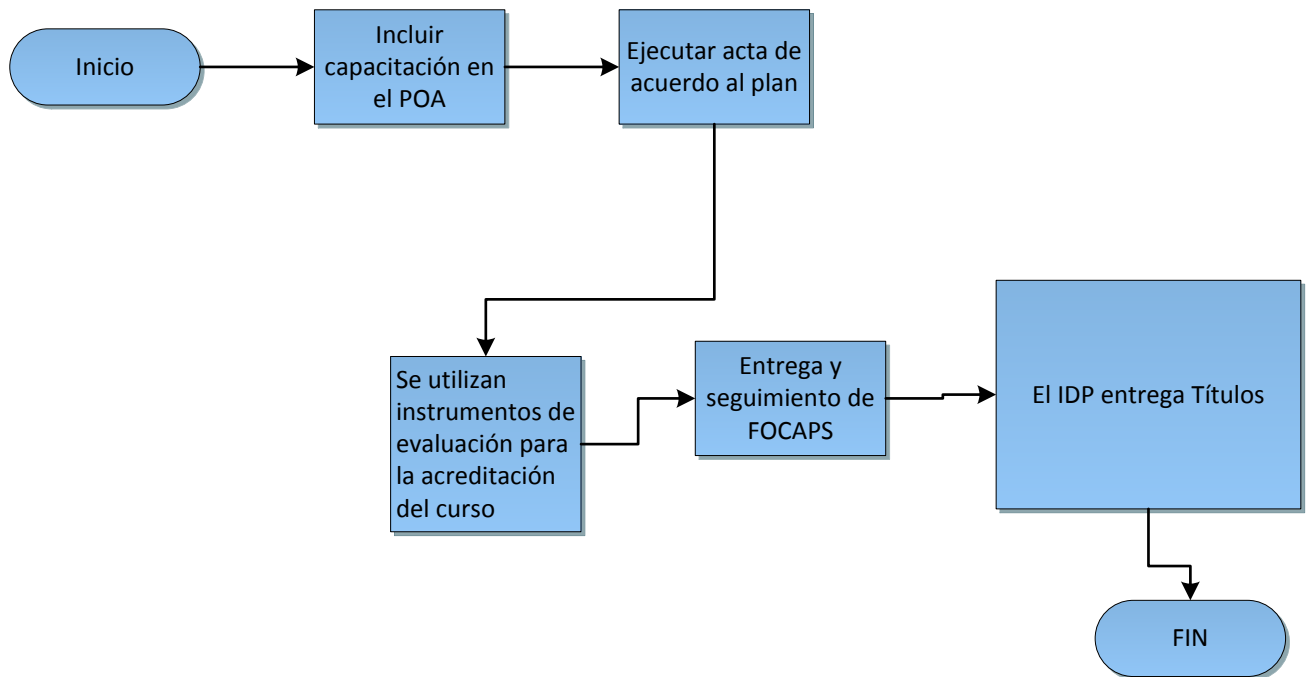 Inicio
Incluir
capacitación en
el POA
Ejecutar acta de
acuerdo al plan
Se utilizan
instrumentos de
evaluación para
la acreditación
del curso
Entrega y
seguimiento de
FOCAPS
El IDP entrega Títulos
FIN